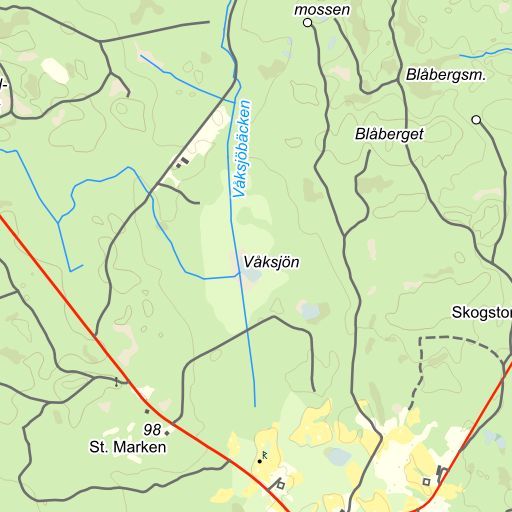 mossen
Blåbergsm.
l-
Blåberget
Våksjöbäcken
Våksjön
Skogstor
98
St. Marken